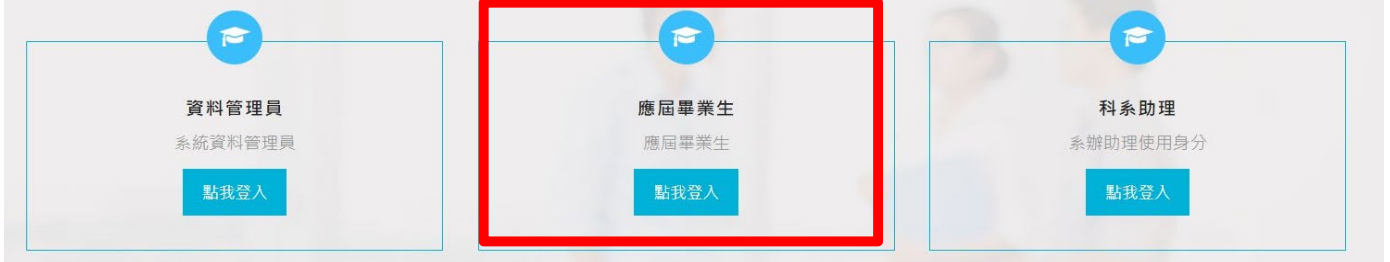 資料管理員
系統資料管理員
點我登入
應屆畢業生
應屆畢業生
點我登入
科系助理
系辦助理使用身分
點我登入